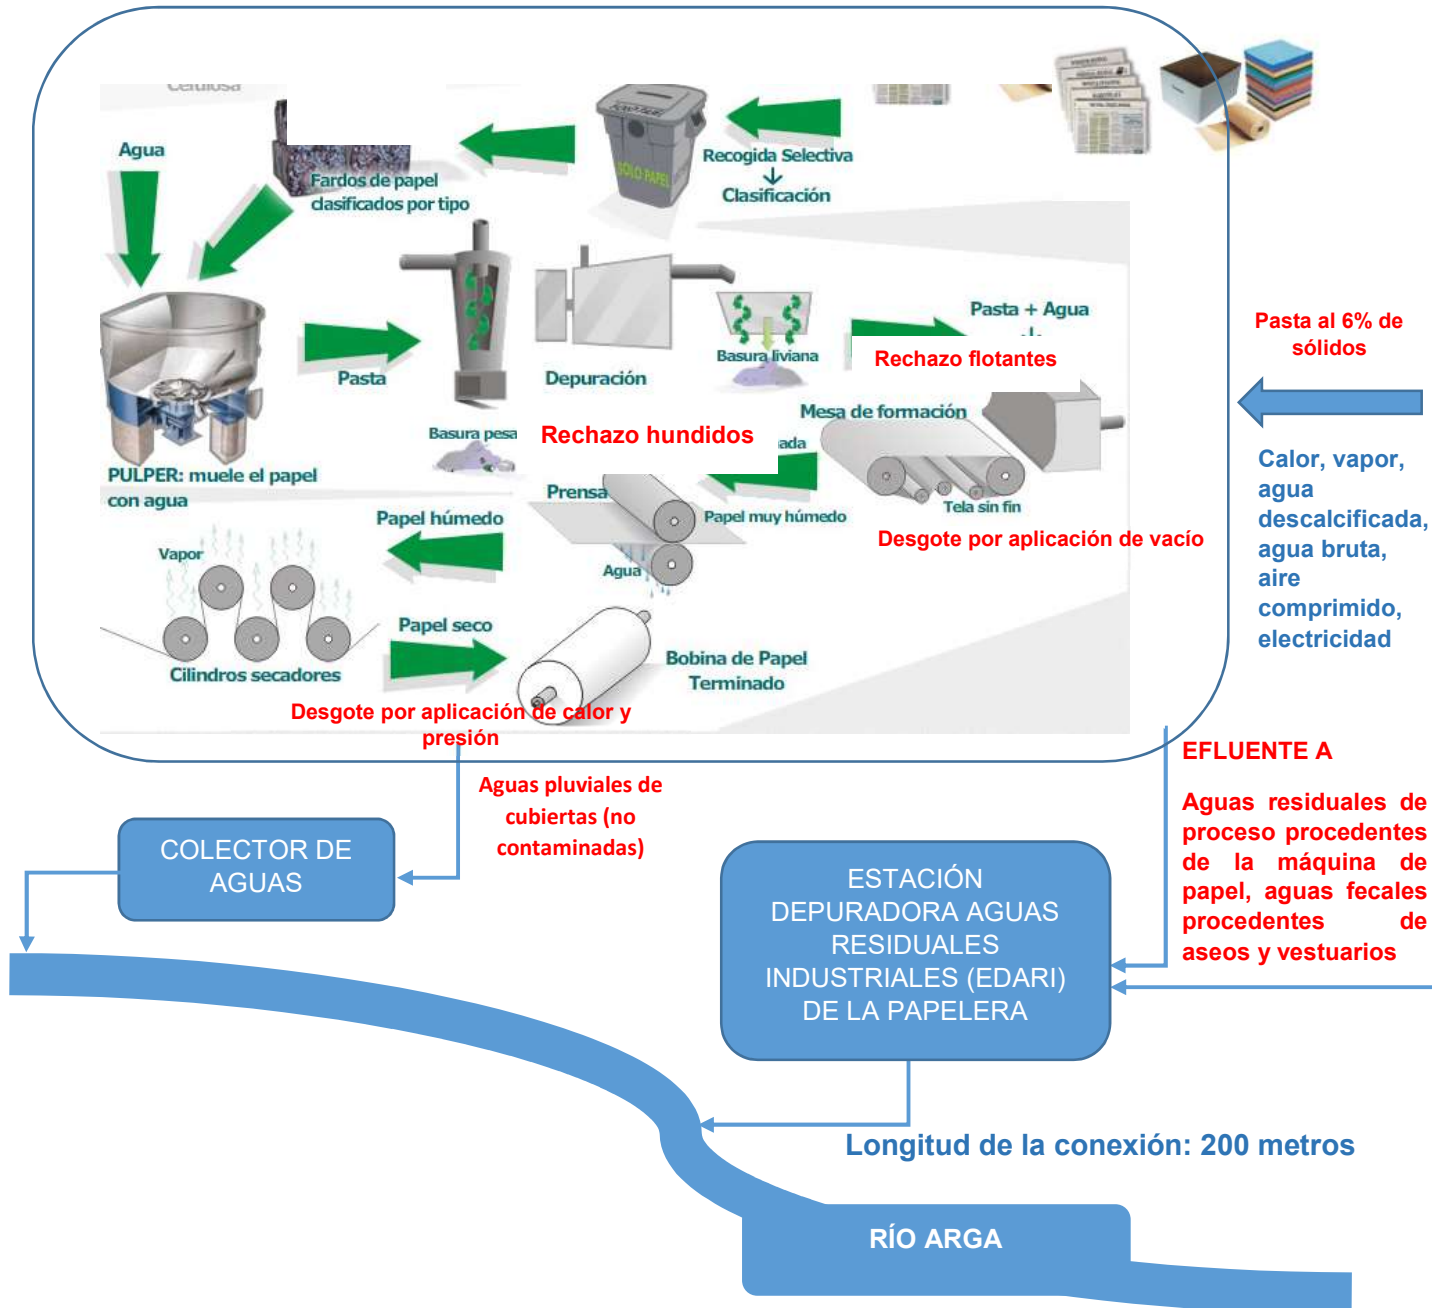 Celulosa
Agua
Fardos de papel
clasificados por tipo
SOLO PAPEL
Recogida Selectiva
Clasificación
Pasta
Depuración
Basura liviana
Pasta + Agua
Rechazo flotantes
Pasta al 6% de
sólidos
Basura pesa
Rechazo hundidos
nada
Mesa de formación
PULPER: muele el papel
con agua
Prensa
Papel muy húmedo
Tela sin fin
Desgote por aplicación de vacío
Papel húmedo
Vapor
Agua
Calor, vapor,
agua
descalcificada,
agua bruta,
aire
comprimido,
electricidad
Papel seco
Cilindros secadores
Bobina de Papel
Terminado
Desgote por aplicación de calor y
presión
EFLUENTE A
Aguas residuales de
proceso procedentes
de la máquina de
papel, aguas fecales
procedentes de
aseos y vestuarios
Aguas pluviales de
cubiertas (no
contaminadas)
COLECTOR DE
AGUAS
ESTACIÓN
DEPURADORA AGUAS
RESIDUALES
INDUSTRIALES (EDARI)
DE LA PAPELERA
Longitud de la conexión: 200 metros
RÍO ARGA